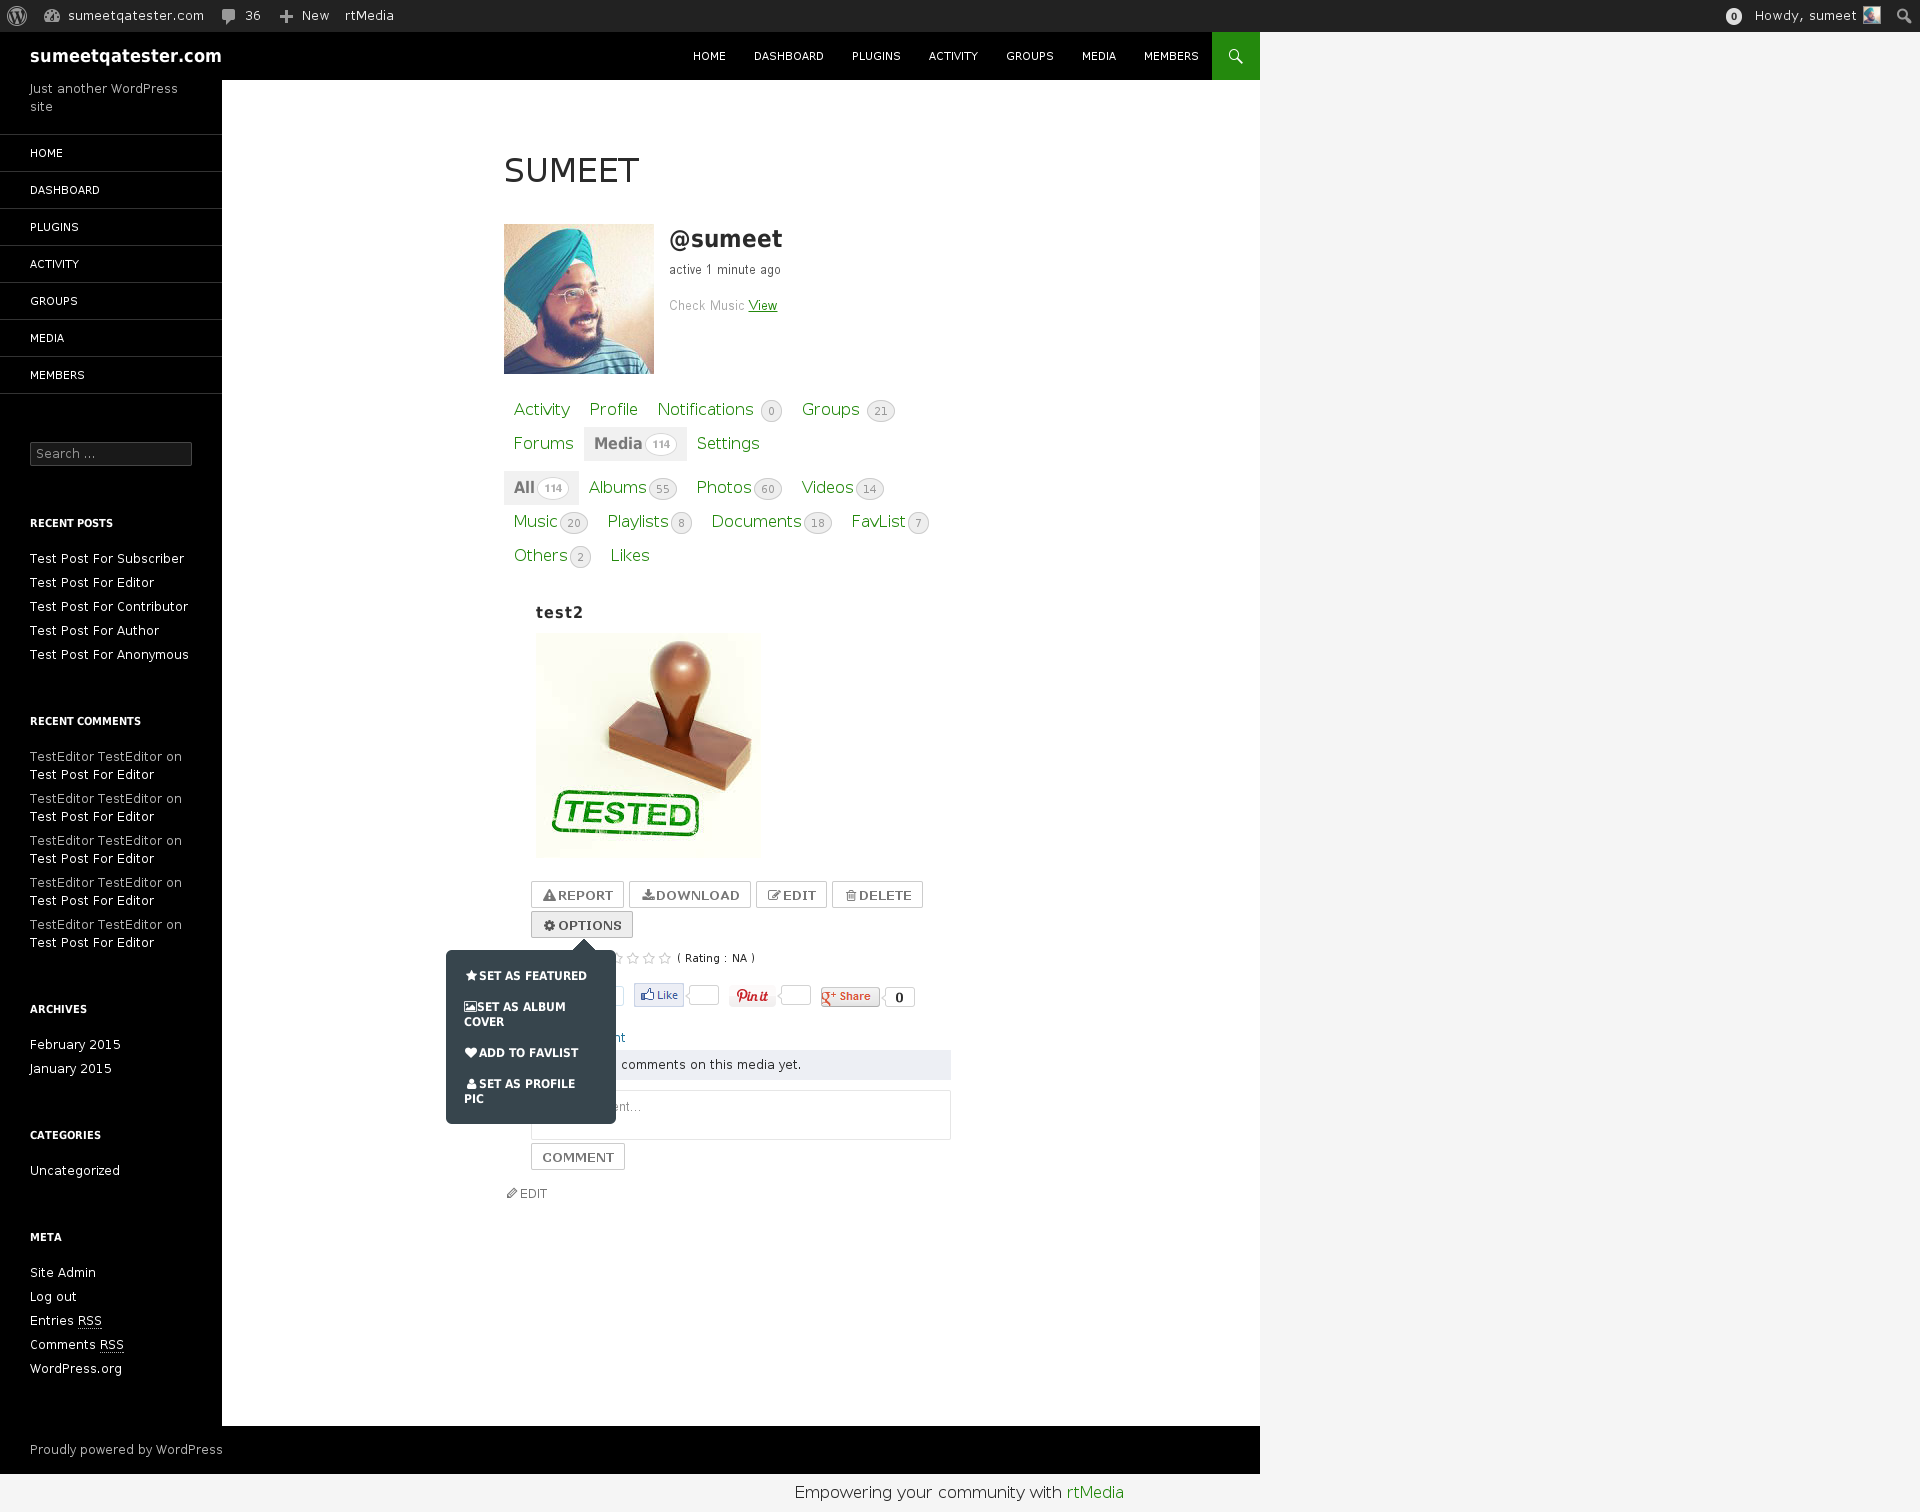 sumeetqatester.com 36 New rtMedia 0 Howdy, sumeet
sumeetqatester.com HOME DASHBOARD PLUGINS ACTIVITY GROUPS MEDIA MEMBERS
Just another WordPress
site
HOME
DASHBOARD
PLUGINS
ACTIVITY
GROUPS
MEDIA
MEMBERS
Search ...
RECENT POSTS
Test Post For Subscriber
Test Post For Editor
Test Post For Contributor
Test Post For Author
Test Post For Anonymous
RECENT COMMENTS
TestEditor TestEditor on
Test Post For Editor
TestEditor TestEditor on
Test Post For Editor
TestEditor TestEditor on
Test Post For Editor
TestEditor TestEditor on
Test Post For Editor
TestEditor TestEditor on
Test Post For Editor
ARCHIVES
February 2015
January 2015
CATEGORIES
Uncategorized
META
Site Admin
Log out
Entries RSS
Comments RSS
WordPress.org
SUMEET
@sumeet
active 1 minute ago
Check Music View
Activity Profile Notifications 0 Groups 21
Forums Media 114 Settings
All 114 Albums 55 Photos 60 Videos 14
Music 20 Playlists 8 Documents 18 FavList 7
Others 2 Likes
test2
TESTED
REPORT DOWNLOAD EDIT DELETE
OPTIONS
SET AS FEATURED
SET AS ALBUM
COVER
ADD TO FAVLIST
SET AS PROFILE
PIC
( Rating : NA )
Like Pin it g+ Share 0
comments on this media yet.
COMMENT
EDIT
Proudly powered by WordPress
Empowering your community with rtMedia